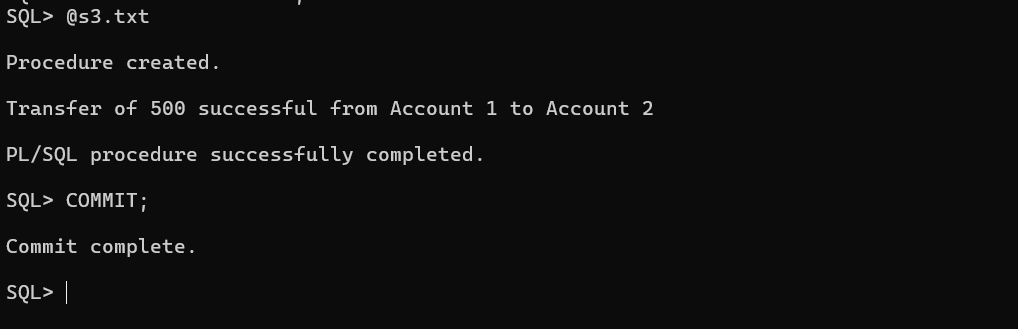 SQL> @s3.txt
Procedure created.
Transfer of 500 successful from Account 1 to Account 2
PL/SQL procedure successfully completed.
SQL> COMMIT;
Commit complete.
SQL>